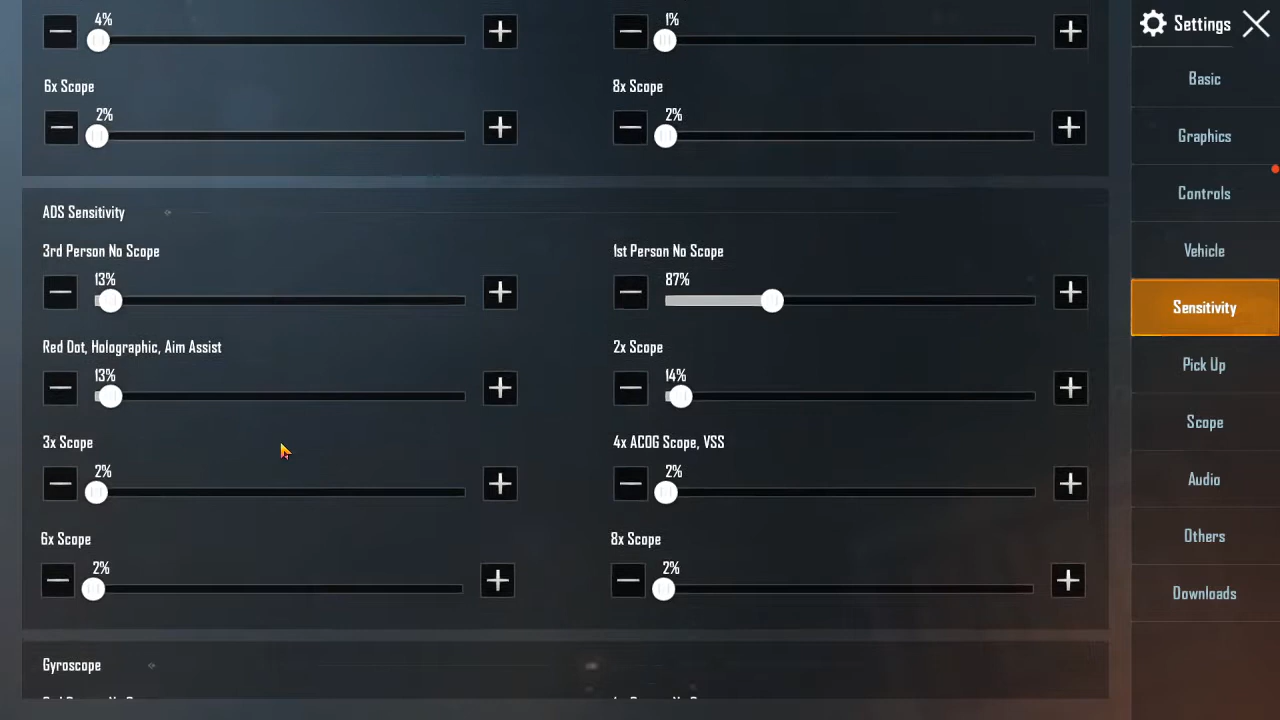 4%
1%
6x Scope
8x Scope
2%
2%
ADS Sensitivity
3rd Person No Scope
1st Person No Scope
13%
87%
Red Dot, Holographic, Aim Assist
2x Scope
13%
14%
3x Scope
4x ACOG Scope, VSS
2%
2%
6x Scope
8x Scope
2%
2%
Gyroscope
Settings
Basic
Graphics
Controls
Vehicle
Sensitivity
Pick Up
Scope
Audio
Others
Downloads